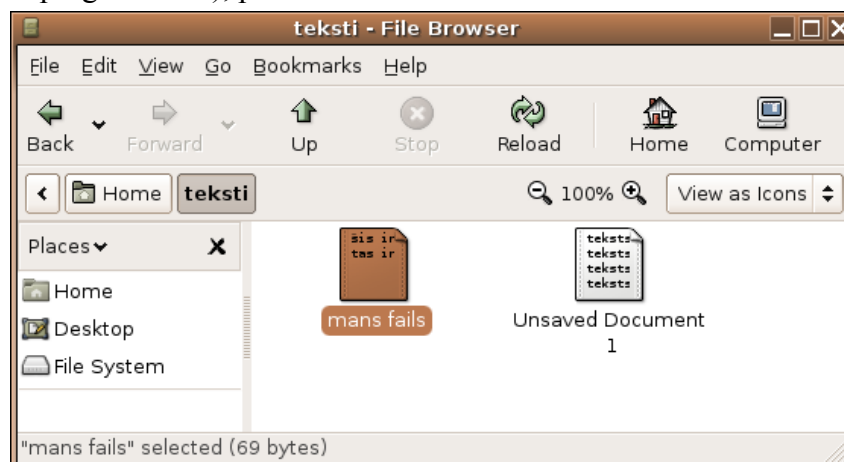 teksti - File Browser
File Edit View Go Bookmarks Help
Back Forward Up Stop Reload Home Computer
Home teksti 100% View as Icons
Places
Home
Desktop
File System
šis ir
tas ir
mans fails
teksts
teksts
teksts
teksts
Unsaved Document
1
"mans fails" selected (69 bytes)